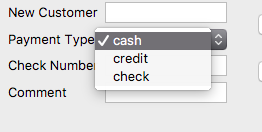 New Customer
Payment Type ✓ cash
credit
Check Number
check
Comment